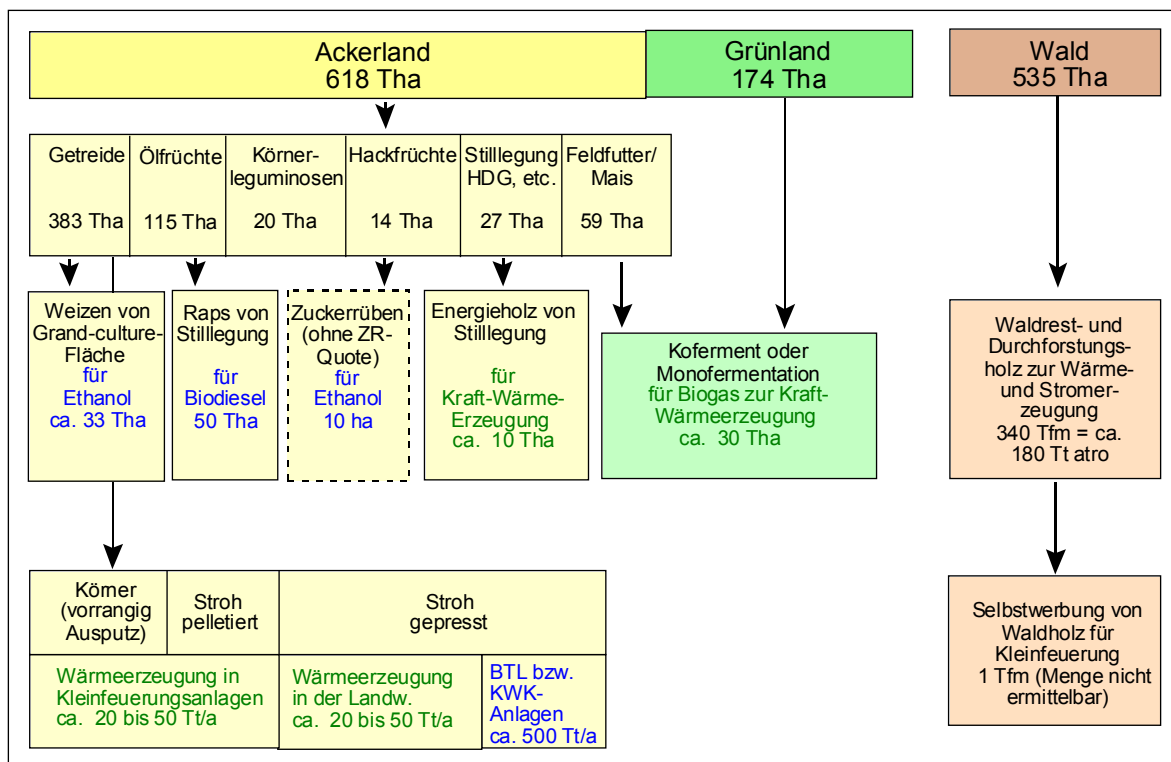 Ackerland
618 Tha
Grünland
174 Tha
Wald
535 Tha
Getreide
383 Tha
Ölfrüchte
115 Tha
Körner-
leguminosen
20 Tha
Hackfrüchte
14 Tha
Stilllegung
HDG, etc.
27 Tha
Feldfutter/
Mais
59 Tha
Weizen von
Grand-culture-
Fläche
für
Ethanol
ca. 33 Tha
Raps von
Stilllegung
für
Biodiesel
50 Tha
Zuckerrüben
(ohne ZR-
Quote)
für
Ethanol
10 ha
Energieholz von
Stilllegung
für
Kraft-Wärme-
Erzeugung
ca. 10 Tha
Koferment oder
Monofermentation
für Biogas zur Kraft-
Wärmeerzeugung
ca. 30 Tha
Waldrest- und
Durchforstungs-
holz zur Wärme-
und Stromer-
zeugung
340 Tfm = ca.
180 Tt atro
Körner
(vorrangig
Ausputz)
Stroh
pelletiert
Stroh
gepresst
Wärmeerzeugung in
Kleinfeuerungsanlagen
ca. 20 bis 50 Tt/a
Wärmeerzeugung
in der Landw.
ca. 20 bis 50 Tt/a
BTL bzw.
KWK-
Anlagen
ca. 500 Tt/a
Selbstwerbung von
Waldholz für
Kleinfeuerung
1 Tfm (Menge nicht
ermittelbar)